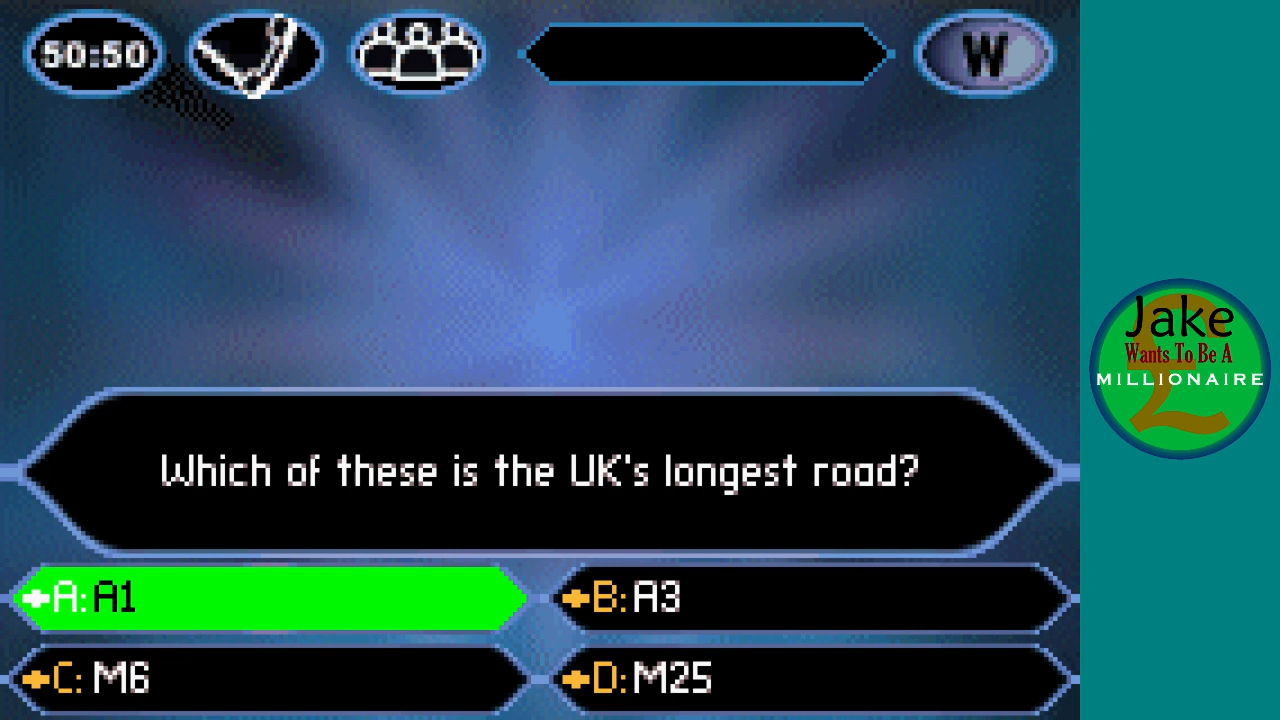 50:50
W
Jake
Wants To Be A
MILLIONAIRE
£
Which of these is the UK's longest road?
A: A1
B: A3
C: M6
D: M25